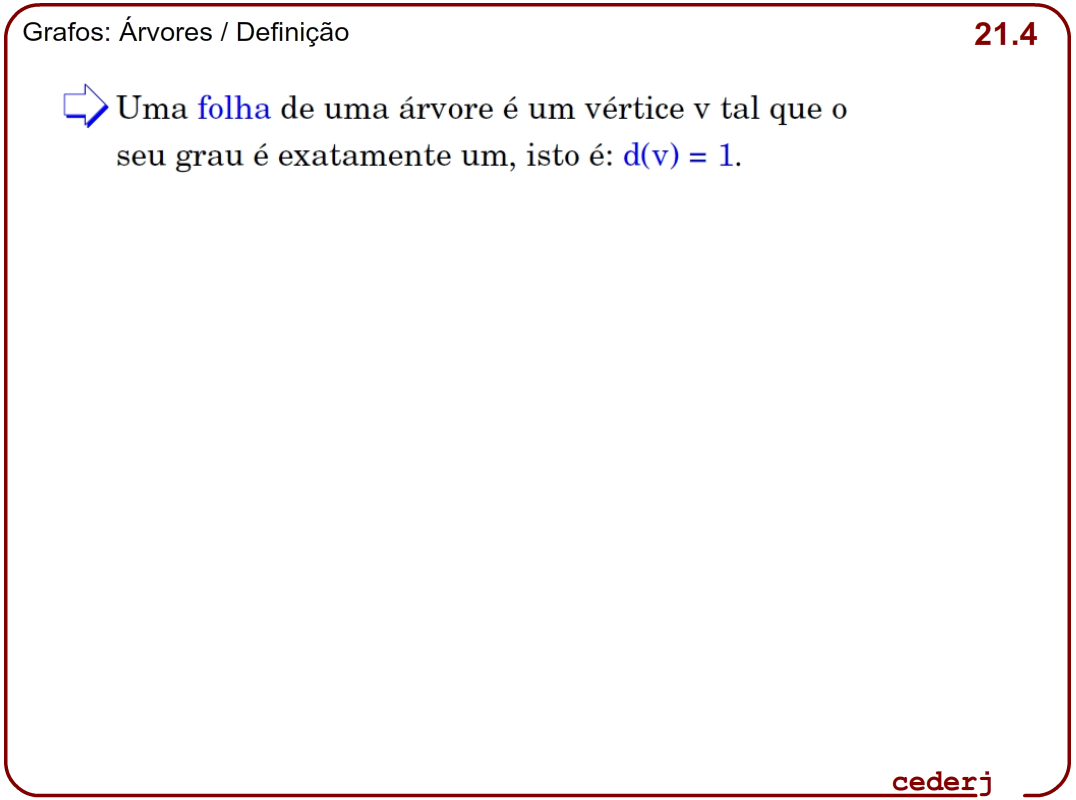 Grafos: Árvores / Definição
21.4
Uma folha de uma árvore é um vértice v tal que o
seu grau é exatamente um, isto é: d(v) = 1.
cederj